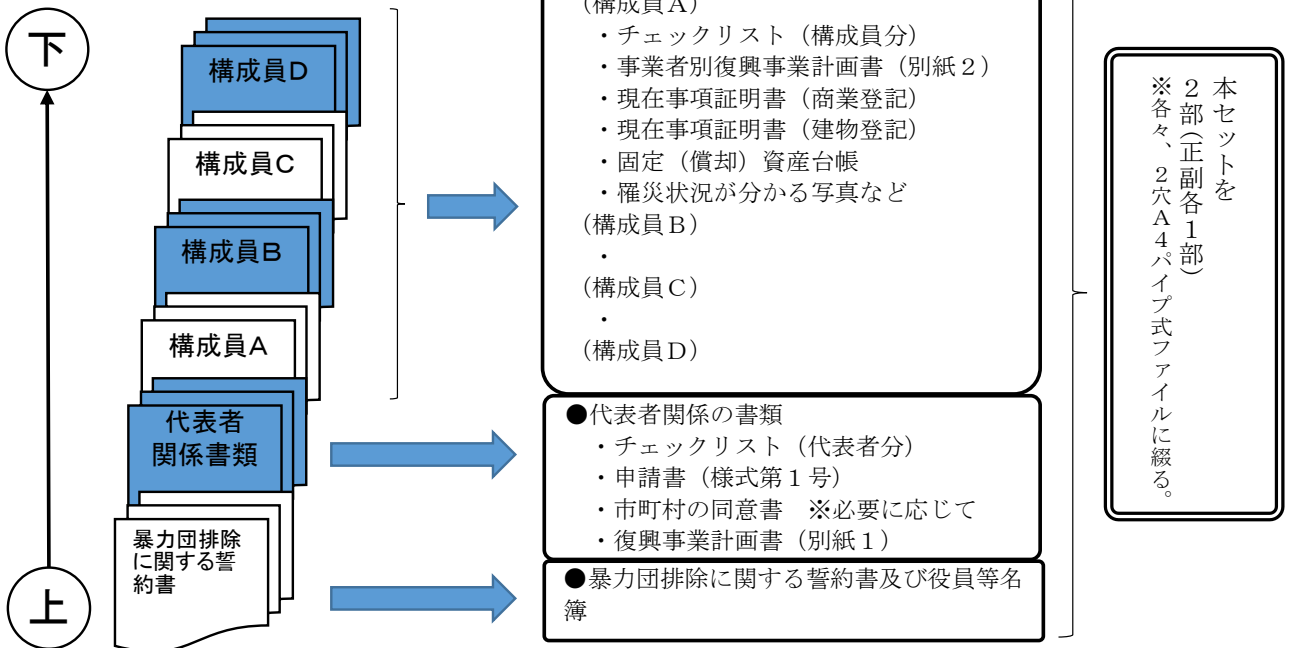 下
構成員D
構成員C
構成員B
構成員A
代表者
関係書類
暴力団排除
に関する誓
約書
上
(構成員A)
・チェックリスト(構成員分)
・事業者別復興事業計画書(別紙2)
・現在事項証明書(商業登記)
・現在事項証明書(建物登記)
・固定(償却)資産台帳
・罹災状況が分かる写真など
(構成員B)
・
(構成員C)
・
(構成員D)
●代表者関係の書類
・チェックリスト(代表者分)
・申請書(様式第1号)
・市町村の同意書 ※必要に応じて
・復興事業計画書(別紙1)
●暴力団排除に関する誓約書及び役員等名
簿
本セットを
2部(正副各1部)
※各々、2穴A4パイプ式ファイルに綴る。